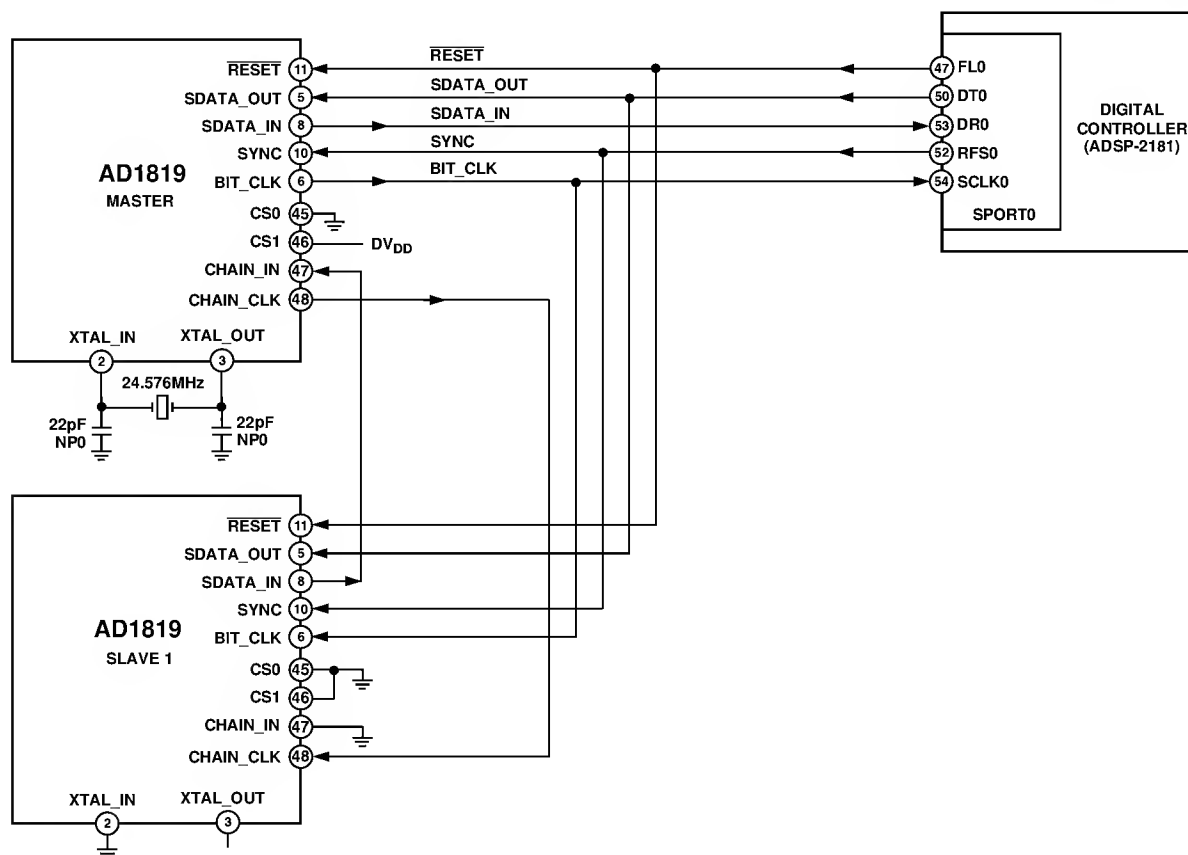 RESET 11 RESET 47 FL0
SDATA_OUT 5 SDATA_OUT 50 DT0
SDATA_IN 8 SDATA_IN 53 DR0
SYNC 10 SYNC 52 RFS0
BIT_CLK 6 BIT_CLK 54 SCLK0
AD1819
MASTER
DIGITAL
CONTROLLER
(ADSP-2181)
SPORT0
CS0 45
CS1 46 DVDD
CHAIN_IN 47
CHAIN_CLK 48
XTAL_IN XTAL_OUT
2 3
24.576MHz
22pF 22pF
NP0 NP0
RESET 11
SDATA_OUT 5
SDATA_IN 8
SYNC 10
AD1819
BIT_CLK 6
SLAVE 1
CS0 45
CS1 46
CHAIN_IN 47
CHAIN_CLK 48
XTAL_IN XTAL_OUT
2 3